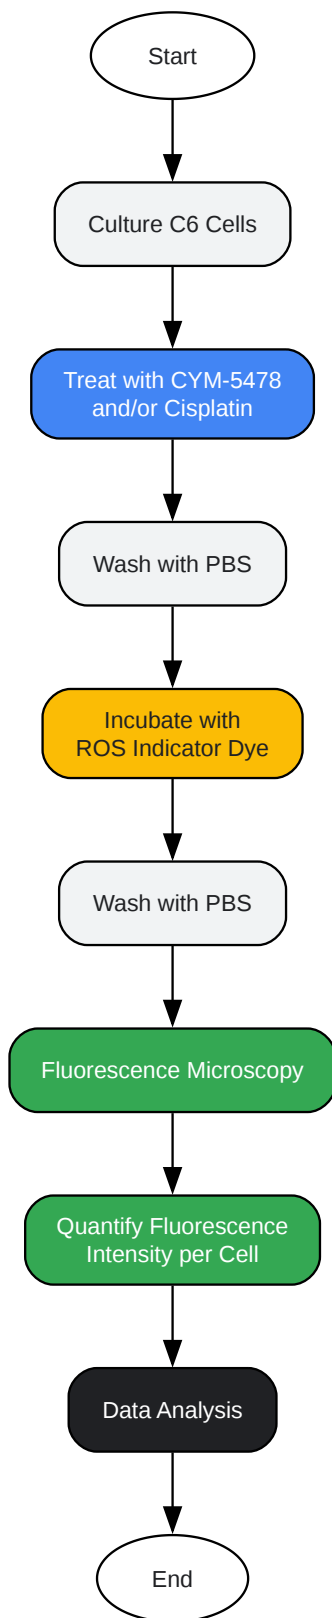 Start
Culture C6 Cells
Treat with CYM-5478
and/or Cisplatin
Wash with PBS
Incubate with
ROS Indicator Dye
Wash with PBS
Fluorescence Microscopy
Quantify Fluorescence
Intensity per Cell
Data Analysis
End